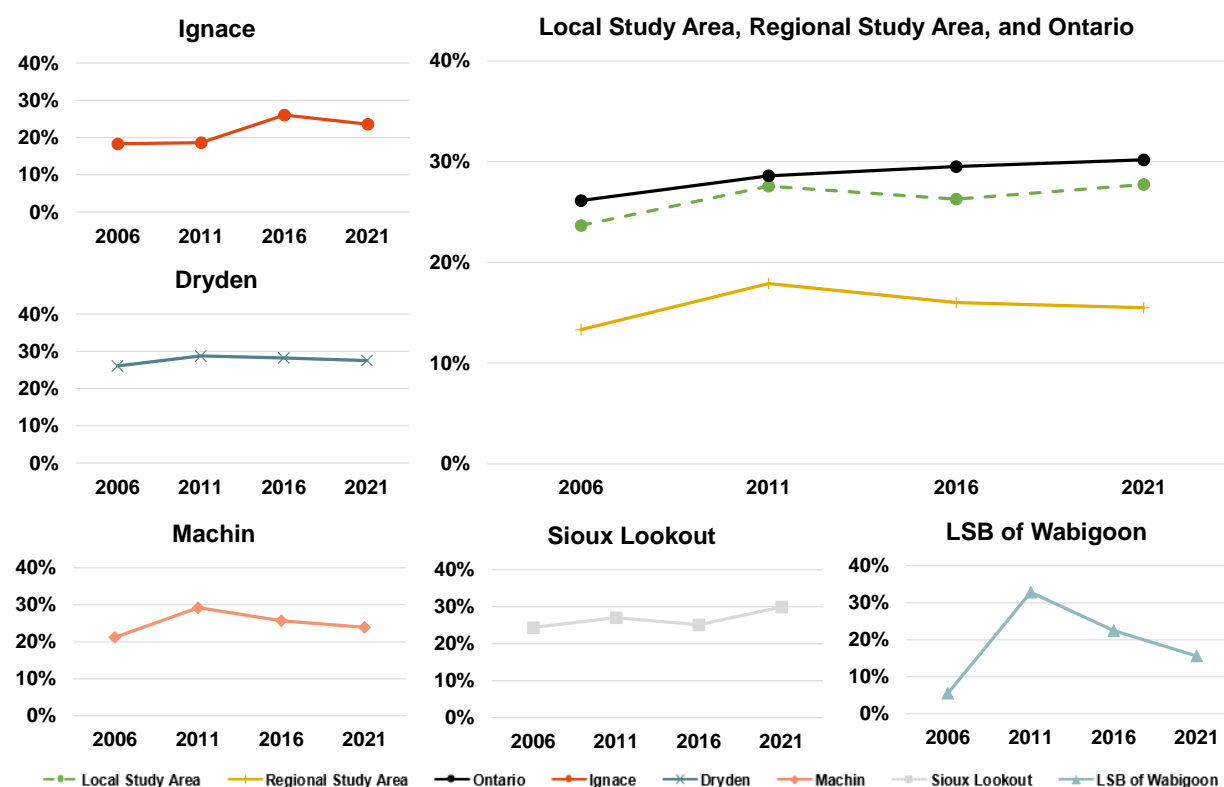 Ignace
40%
30%
20%
10%
0%
2006 2011 2016 2021
Local Study Area, Regional Study Area, and Ontario
40%
30%
20%
10%
0%
2006 2011 2016 2021
Dryden
40%
30%
20%
10%
0%
2006 2011 2016 2021
Machin
40%
30%
20%
10%
0%
2006 2011 2016 2021
Sioux Lookout
40%
30%
20%
10%
0%
2006 2011 2016 2021
LSB of Wabigoon
40%
30%
20%
10%
0%
2006 2011 2016 2021
Local Study Area Regional Study Area Ontario Ignace Dryden Machin Sioux Lookout LSB of Wabigoon